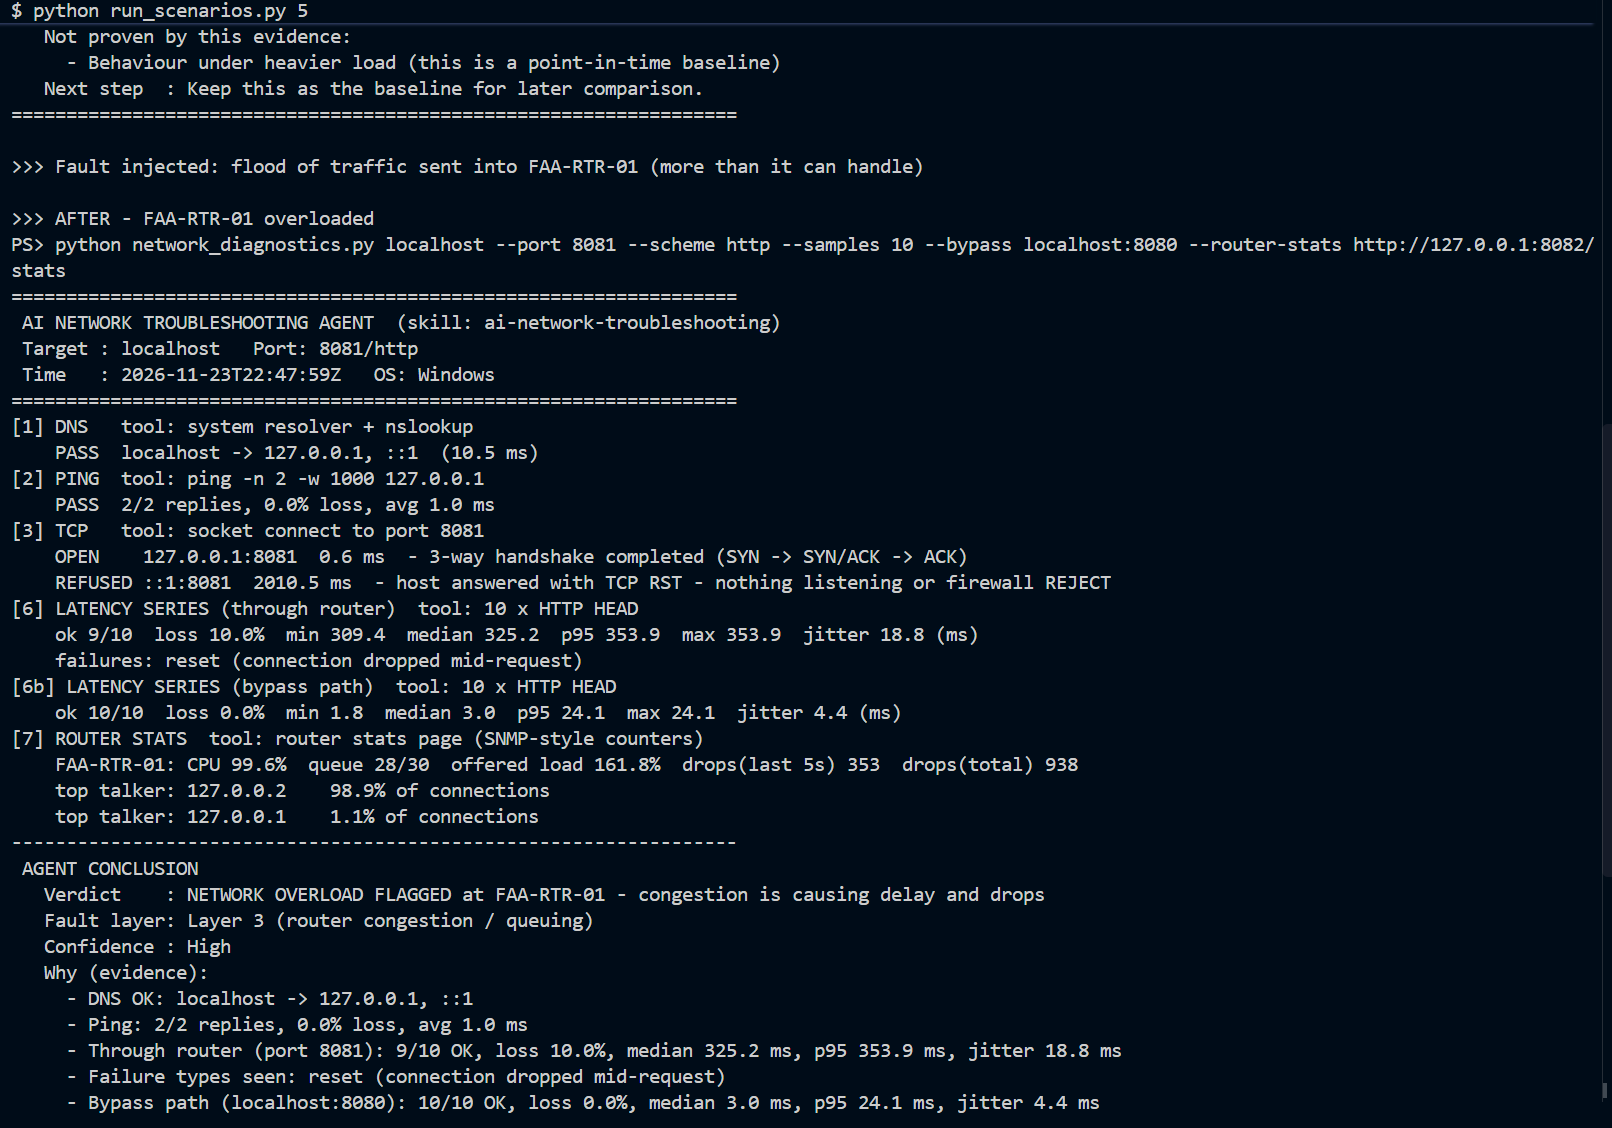 $ python run_scenarios.py 5
Not proven by this evidence:
- Behaviour under heavier load (this is a point-in-time baseline)
Next step  : Keep this as the baseline for later comparison.
==================================================================
>>> Fault injected: flood of traffic sent into FAA-RTR-01 (more than it can handle)
>>> AFTER - FAA-RTR-01 overloaded
PS> python network_diagnostics.py localhost --port 8081 --scheme http --samples 10 --bypass localhost:8080 --router-stats http://127.0.0.1:8082/
stats
==================================================================
AI NETWORK TROUBLESHOOTING AGENT  (skill: ai-network-troubleshooting)
Target : localhost   Port: 8081/http
Time   : 2026-11-23T22:47:59Z   OS: Windows
==================================================================
[1] DNS   tool: system resolver + nslookup
PASS  localhost -> 127.0.0.1, ::1  (10.5 ms)
[2] PING  tool: ping -n 2 -w 1000 127.0.0.1
PASS  2/2 replies, 0.0% loss, avg 1.0 ms
[3] TCP   tool: socket connect to port 8081
OPEN    127.0.0.1:8081  0.6 ms  - 3-way handshake completed (SYN -> SYN/ACK -> ACK)
REFUSED ::1:8081  2010.5 ms  - host answered with TCP RST - nothing listening or firewall REJECT
[6] LATENCY SERIES (through router)  tool: 10 x HTTP HEAD
ok 9/10  loss 10.0%  min 309.4  median 325.2  p95 353.9  max 353.9  jitter 18.8 (ms)
failures: reset (connection dropped mid-request)
[6b] LATENCY SERIES (bypass path)  tool: 10 x HTTP HEAD
ok 10/10  loss 0.0%  min 1.8  median 3.0  p95 24.1  max 24.1  jitter 4.4 (ms)
[7] ROUTER STATS  tool: router stats page (SNMP-style counters)
FAA-RTR-01: CPU 99.6%  queue 28/30  offered load 161.8%  drops(last 5s) 353  drops(total) 938
top talker: 127.0.0.2    98.9% of connections
top talker: 127.0.0.1    1.1% of connections
------------------------------------------------------------------
AGENT CONCLUSION
Verdict    : NETWORK OVERLOAD FLAGGED at FAA-RTR-01 - congestion is causing delay and drops
Fault layer: Layer 3 (router congestion / queuing)
Confidence : High
Why (evidence):
- DNS OK: localhost -> 127.0.0.1, ::1
- Ping: 2/2 replies, 0.0% loss, avg 1.0 ms
- Through router (port 8081): 9/10 OK, loss 10.0%, median 325.2 ms, p95 353.9 ms, jitter 18.8 ms
- Failure types seen: reset (connection dropped mid-request)
- Bypass path (localhost:8080): 10/10 OK, loss 0.0%, median 3.0 ms, p95 24.1 ms, jitter 4.4 ms